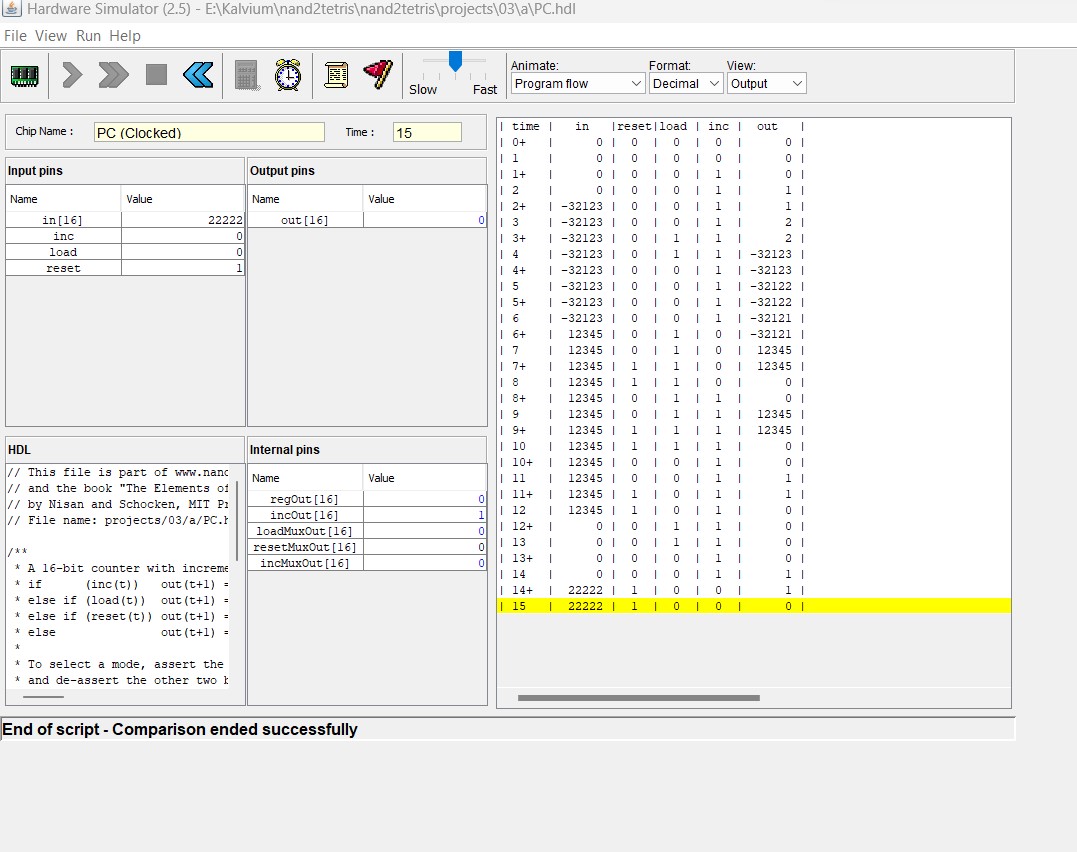 Hardware Simulator (2.5) - E:\Kalvium\nand2tetris\nand2tetris\projects\03\a\PC.hdl
File View Run Help
Slow Fast
Animate: Format: View:
Program flow Decimal Output
Chip Name : PC (Clocked) Time : 15
Input pins
Name Value
in[16] 22222
inc 0
load 0
reset 1
Output pins
Name Value
out[16] 0
HDL
// This file is part of www.nand
// and the book "The Elements of
// by Nisan and Schocken, MIT Pr
// File name: projects/03/a/PC.h
/**
* A 16-bit counter with increme
* if (inc(t)) out(t+1) =
* else if (load(t)) out(t+1) =
* else if (reset(t)) out(t+1) =
* else out(t+1) =
*
* To select a mode, assert the
* and de-assert the other two b
Internal pins
Name Value
regOut[16] 0
incOut[16] 1
loadMuxOut[16] 0
resetMuxOut[16] 0
incMuxOut[16] 0
| time | in |reset|load | inc | out |
| 0+ | 0 | 0 | 0 | 0 | 0 |
| 1 | 0 | 0 | 0 | 0 | 0 |
| 1+ | 0 | 0 | 0 | 1 | 0 |
| 2 | 0 | 0 | 0 | 1 | 1 |
| 2+ | -32123 | 0 | 0 | 1 | 1 |
| 3 | -32123 | 0 | 0 | 1 | 2 |
| 3+ | -32123 | 0 | 1 | 1 | 2 |
| 4 | -32123 | 0 | 1 | 1 | -32123 |
| 4+ | -32123 | 0 | 0 | 1 | -32123 |
| 5 | -32123 | 0 | 0 | 1 | -32122 |
| 5+ | -32123 | 0 | 0 | 1 | -32122 |
| 6 | -32123 | 0 | 0 | 1 | -32121 |
| 6+ | 12345 | 0 | 1 | 0 | -32121 |
| 7 | 12345 | 0 | 1 | 0 | 12345 |
| 7+ | 12345 | 1 | 1 | 0 | 12345 |
| 8 | 12345 | 1 | 1 | 0 | 0 |
| 8+ | 12345 | 0 | 1 | 1 | 0 |
| 9 | 12345 | 0 | 1 | 1 | 12345 |
| 9+ | 12345 | 1 | 1 | 1 | 12345 |
| 10 | 12345 | 1 | 1 | 1 | 0 |
| 10+ | 12345 | 0 | 0 | 1 | 0 |
| 11 | 12345 | 0 | 0 | 1 | 1 |
| 11+ | 12345 | 1 | 0 | 1 | 1 |
| 12 | 12345 | 1 | 0 | 1 | 0 |
| 12+ | 0 | 0 | 1 | 1 | 0 |
| 13 | 0 | 0 | 1 | 1 | 0 |
| 13+ | 0 | 0 | 0 | 1 | 0 |
| 14 | 0 | 0 | 0 | 1 | 1 |
| 14+ | 22222 | 1 | 0 | 0 | 1 |
| 15 | 22222 | 1 | 0 | 0 | 0 |
End of script - Comparison ended successfully